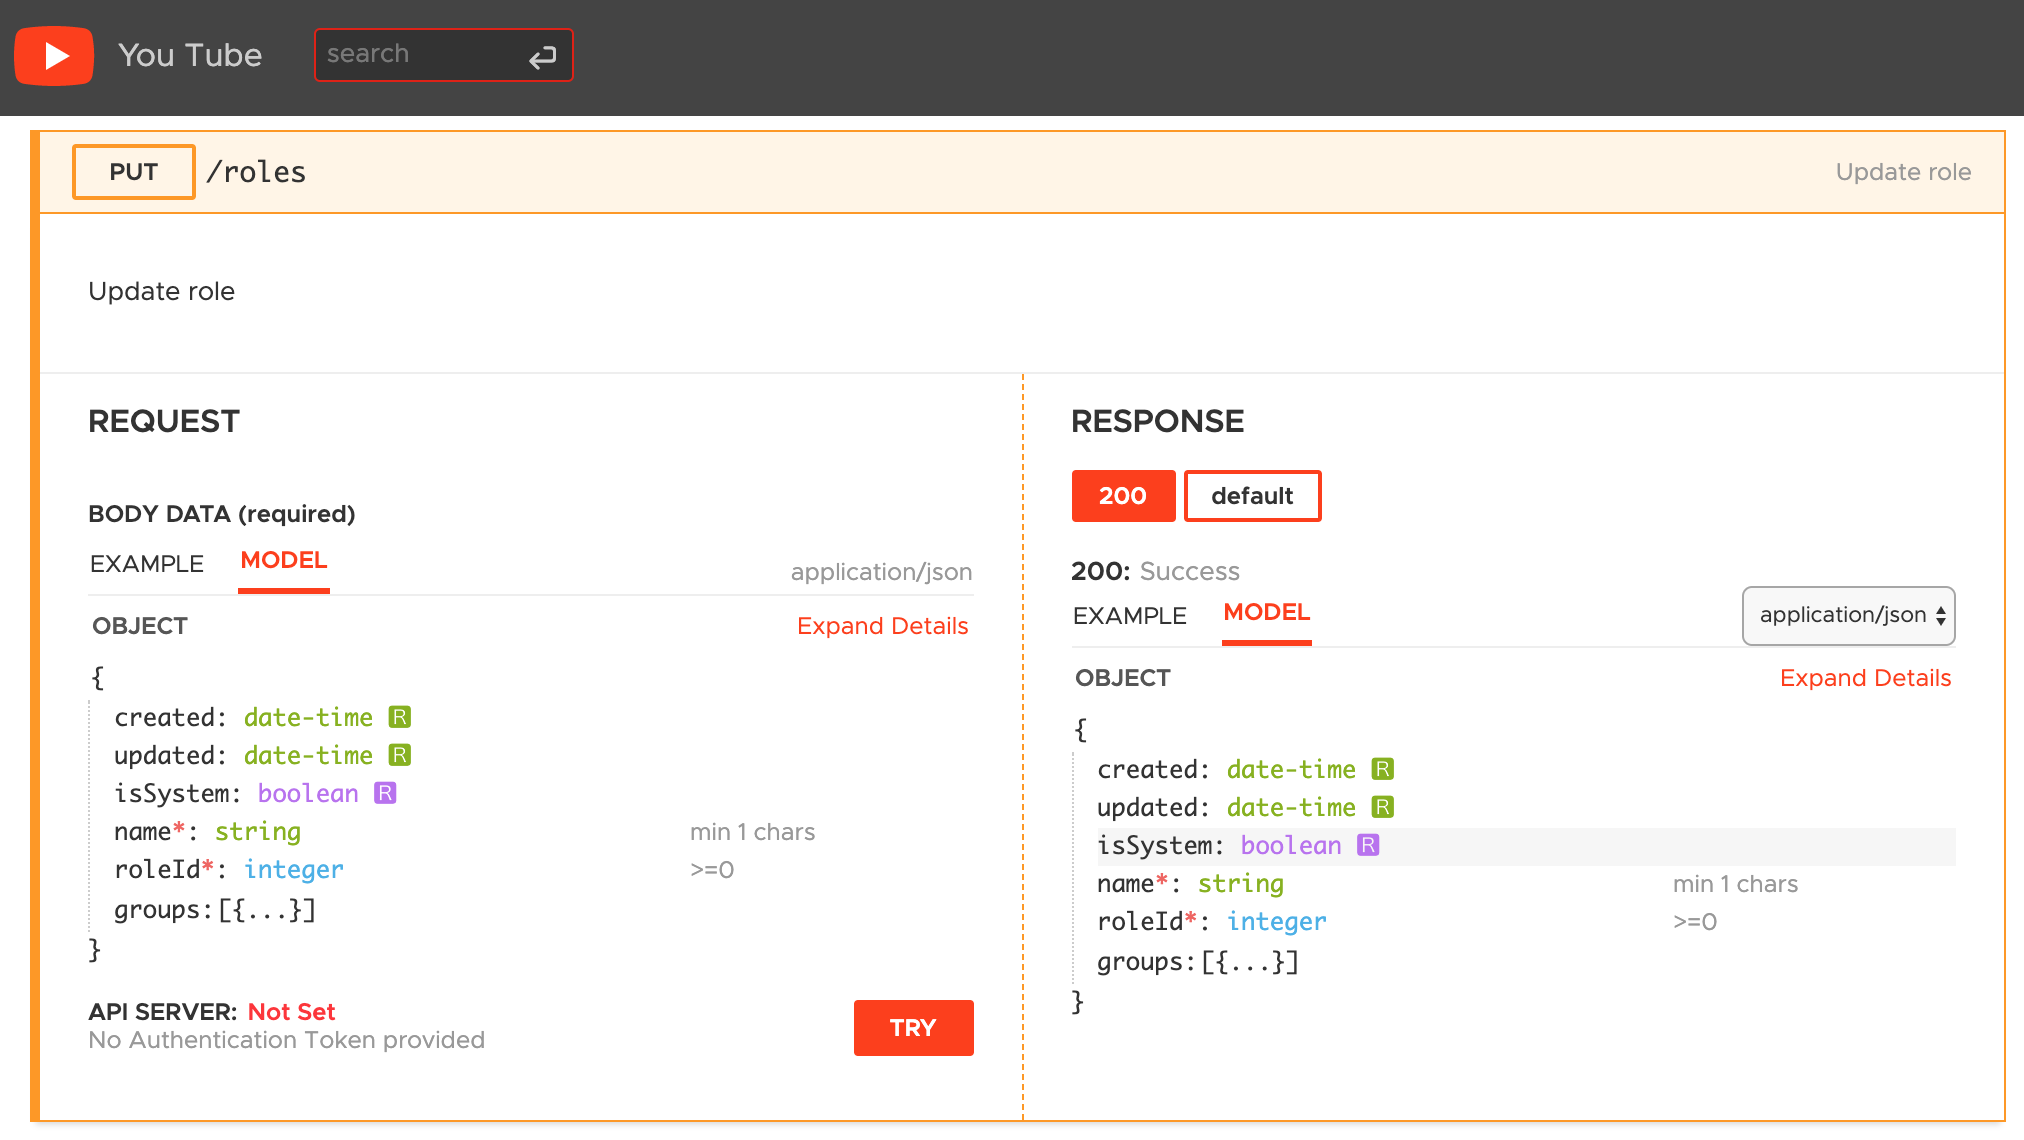 You Tube
search
PUT /roles Update role
Update role
REQUEST
BODY DATA (required)
EXAMPLE MODEL application/json
OBJECT Expand Details
{
created: date-time R
updated: date-time R
isSystem: boolean R
name*: string min 1 chars
roleId*: integer >=0
groups:[{...}]
}
API SERVER: Not Set
No Authentication Token provided
TRY
RESPONSE
200 default
200: Success
EXAMPLE MODEL application/json
OBJECT Expand Details
{
created: date-time R
updated: date-time R
isSystem: boolean R
name*: string min 1 chars
roleId*: integer >=0
groups:[{...}]
}